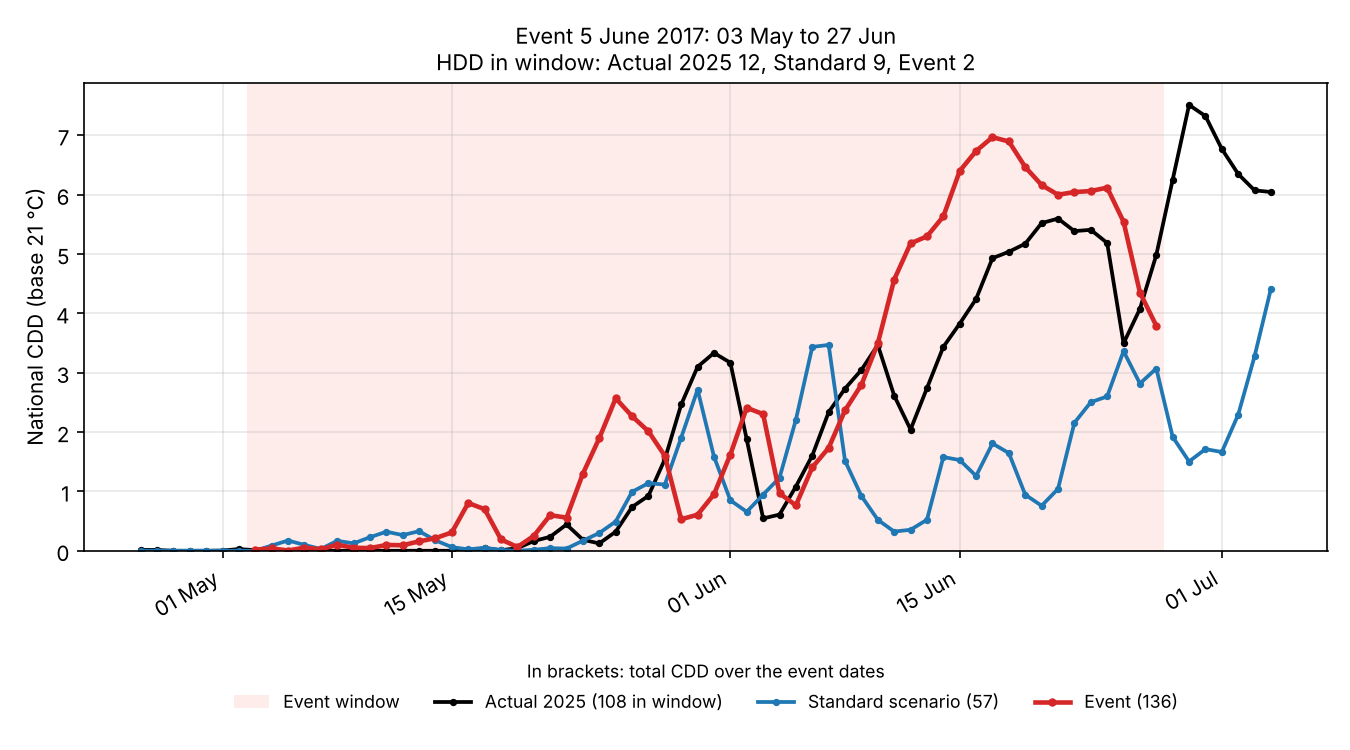 Event 5 June 2017: 03 May to 27 Jun
HDD in window: Actual 2025 12, Standard 9, Event 2
National CDD (base 21 °C)
7
6
5
4
3
2
1
0
01 May
15 May
01 Jun
15 Jun
01 Jul
In brackets: total CDD over the event dates
Event window
Actual 2025 (108 in window)
Standard scenario (57)
Event (136)